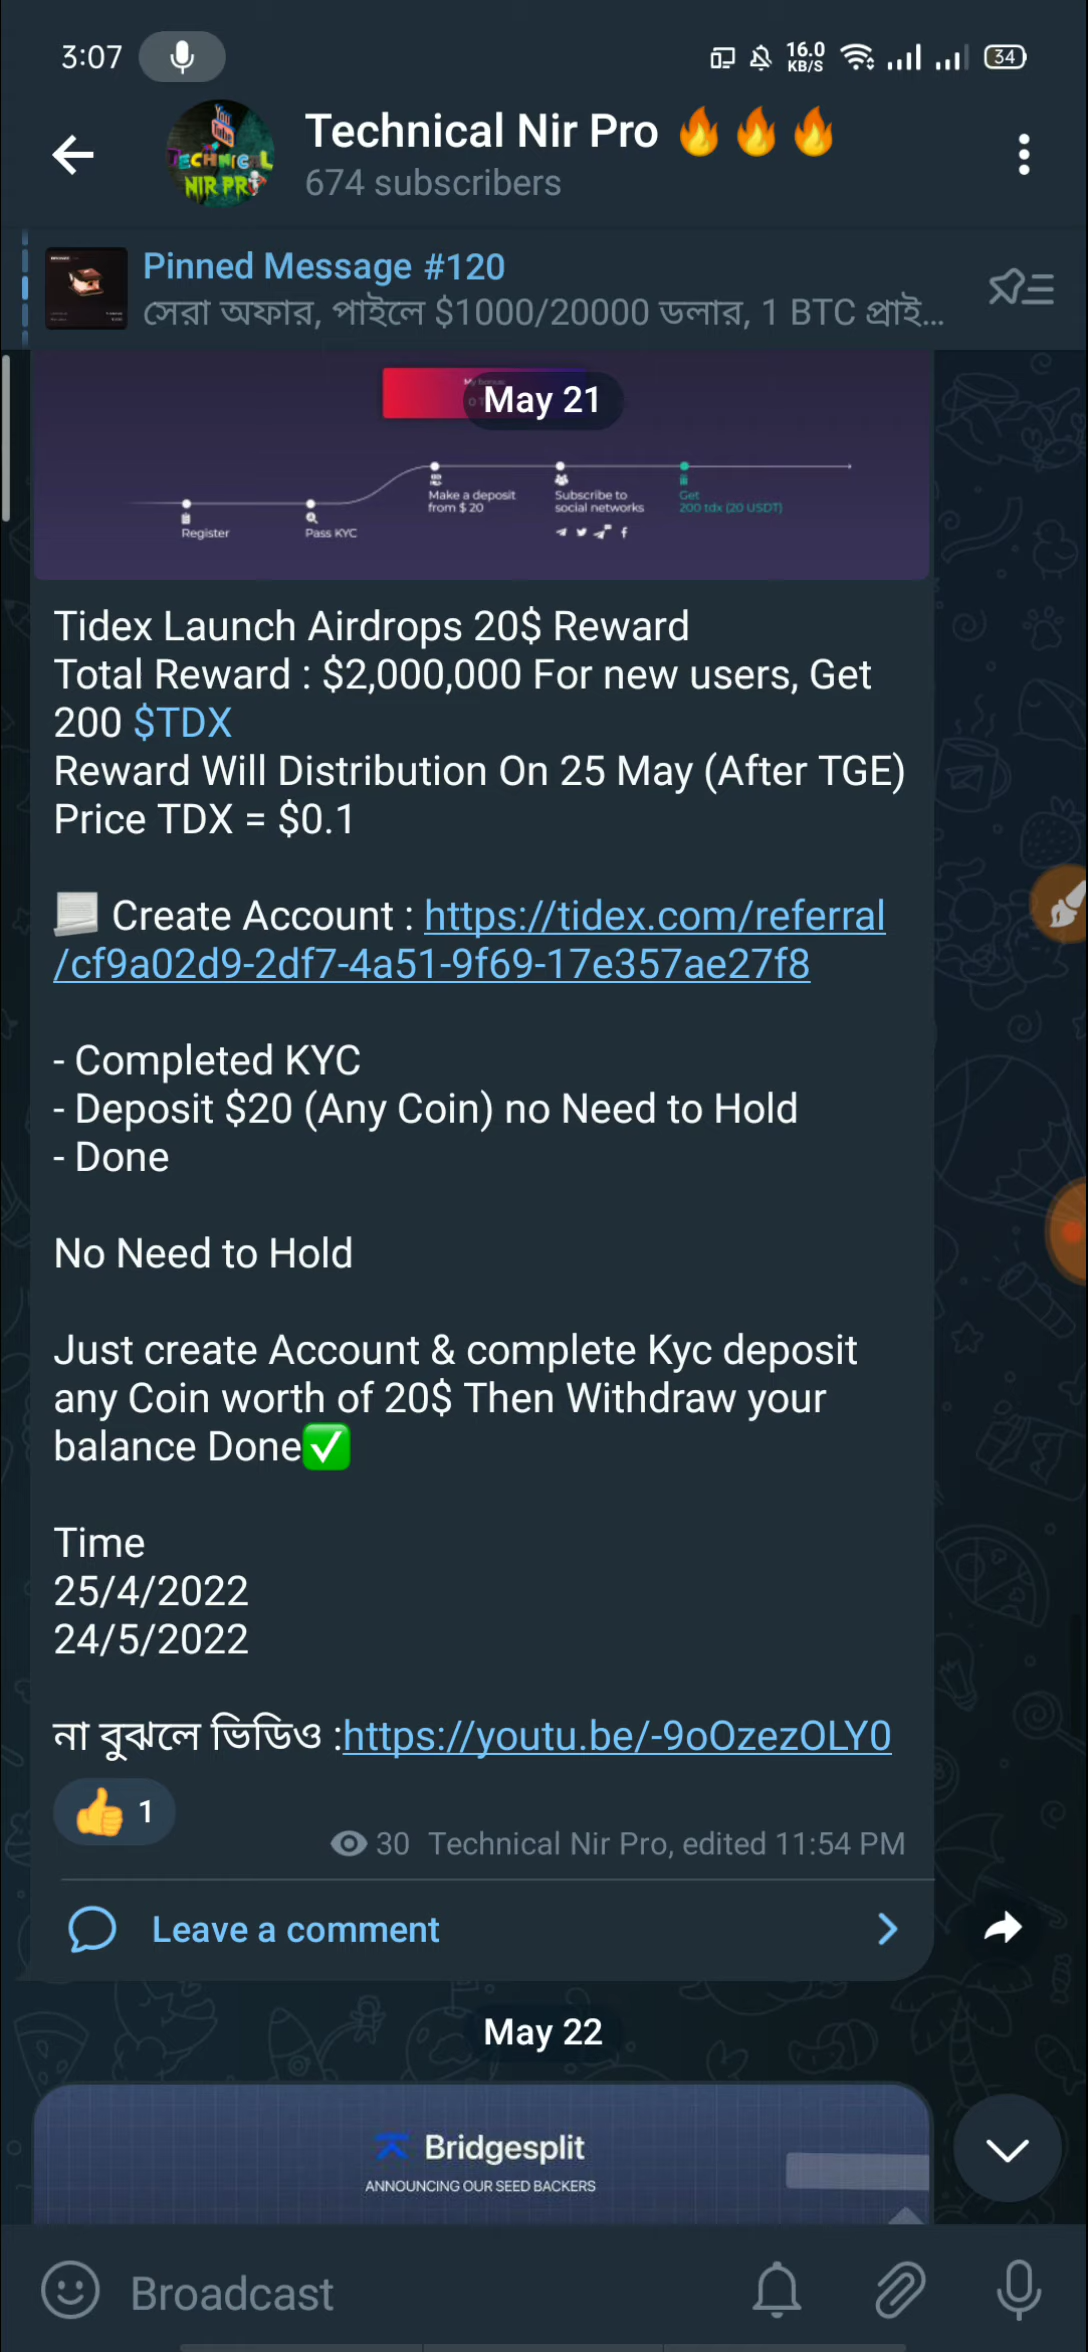 3:07
16.0
KB/S
34
Technical Nir Pro 🔥🔥🔥
674 subscribers
You
Tube
TECHNICAL
NIR PRO
Pinned Message #120
সেরা অফার, পাইলে $1000/20000 ডলার, 1 BTC প্রাই...
My bonus
May 21
Make a deposit
from $ 20
Subscribe to
social networks
Get
200 tdx (20 USDT)
Register
Pass KYC
Tidex Launch Airdrops 20$ Reward
Total Reward : $2,000,000 For new users, Get
200 $TDX
Reward Will Distribution On 25 May (After TGE)
Price TDX = $0.1
Create Account : https://tidex.com/referral
/cf9a02d9-2df7-4a51-9f69-17e357ae27f8
- Completed KYC
- Deposit $20 (Any Coin) no Need to Hold
- Done
No Need to Hold
Just create Account & complete Kyc deposit
any Coin worth of 20$ Then Withdraw your
balance Done✅
Time
25/4/2022
24/5/2022
না বুঝলে ভিডিও :https://youtu.be/-9oOzezOLY0
👍 1
30 Technical Nir Pro, edited 11:54 PM
Leave a comment
May 22
Bridgesplit
ANNOUNCING OUR SEED BACKERS
Broadcast